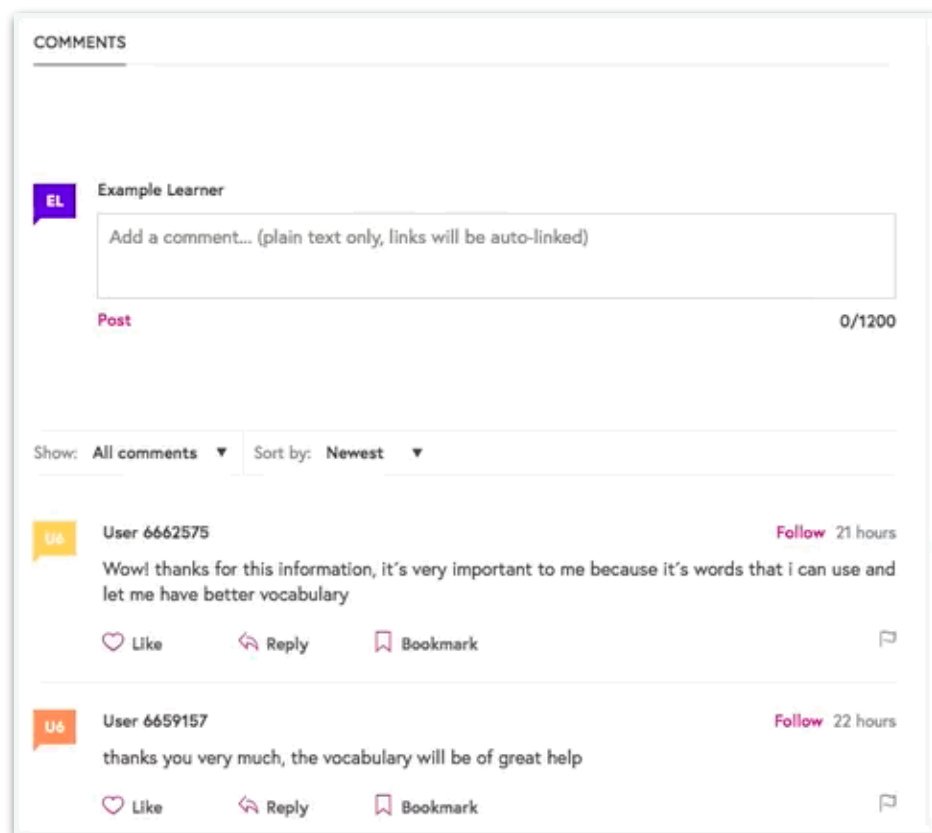 COMMENTS
EL
Example Learner
Add a comment... (plain text only, links will be auto-linked)
Post 0/1200
Show: All comments ▼ Sort by: Newest ▼
U6
User 6662575 Follow 21 hours
Wow! thanks for this information, it´s very important to me because it´s words that i can use and
let me have better vocabulary
Like Reply Bookmark
U6
User 6659157 Follow 22 hours
thanks you very much, the vocabulary will be of great help
Like Reply Bookmark